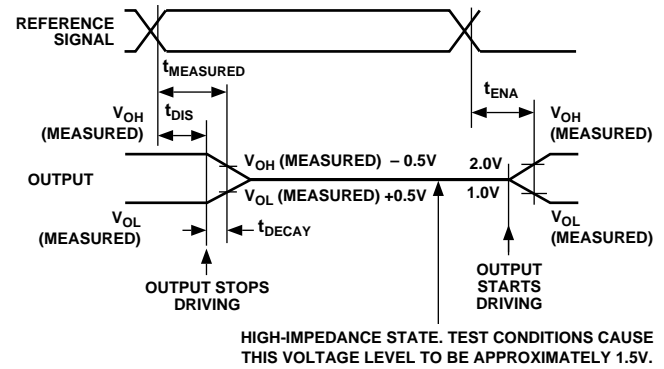 REFERENCE
SIGNAL
tMEASURED
tENA
VOH
(MEASURED)
tDIS
VOH
(MEASURED)
VOH (MEASURED) – 0.5V
2.0V
OUTPUT
VOL (MEASURED) +0.5V
1.0V
VOL
(MEASURED)
tDECAY
VOL
(MEASURED)
OUTPUT STOPS
DRIVING
OUTPUT
STARTS
DRIVING
HIGH-IMPEDANCE STATE. TEST CONDITIONS CAUSE
THIS VOLTAGE LEVEL TO BE APPROXIMATELY 1.5V.